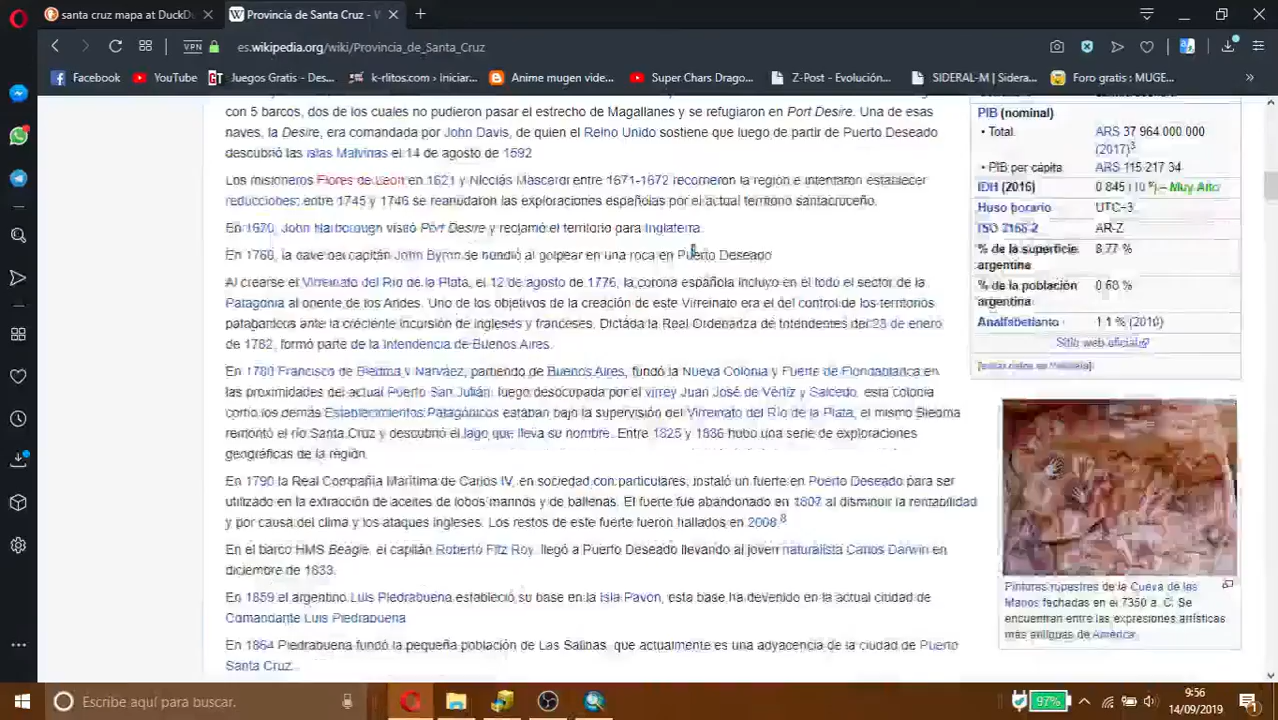 santa cruz mapa at DuckDu
Provincia de Santa Cruz - W
VPN
es.wikipedia.org/wiki/Provincia_de_Santa_Cruz
Facebook
YouTube
Juegos Gratis - Des...
k-rlitos.com › Iniciar...
Anime mugen vide...
Super Chars Drago...
Z-Post - Evolución...
SIDERAL-M | Sidera...
Foro gratis : MUGE...
»
con 5 barcos, dos de los cuales no pudieron pasar el estrecho de Magallanes y se refugiaron en Port Desire. Una de esas
naves, la Desire, era comandada por John Davis, de quien el Reino Unido sostiene que luego de partir de Puerto Deseado
descubrió las islas Malvinas el 14 de agosto de 1592
Los misioneros Flores de León en 1621 y Nicolás Mascardi entre 1671-1672 recorrieron la región e intentaron establecer
reducciones; entre 1745 y 1746 se reanudaron las exploraciones españolas por el actual territorio santacruceño.
En 1670, John Narborough visitó Port Desire y reclamó el territorio para Inglaterra.
En 1766, la nave del capitán John Byron se hundió al golpear en una roca en Puerto Deseado
Al crearse el Virreinato del Río de la Plata, el 12 de agosto de 1776, la corona española incluyó en él todo el sector de la
Patagonia al oriente de los Andes. Uno de los objetivos de la creación de este Virreinato era el del control de los territorios
patagónicos ante la creciente incursión de ingleses y franceses. Dictada la Real Ordenanza de Intendentes del 23 de enero
de 1782, formó parte de la Intendencia de Buenos Aires.
En 1780 Francisco de Biedma y Narváez, partiendo de Buenos Aires, fundó la Nueva Colonia y Fuerte de Floridablanca en
las proximidades del actual Puerto San Julián, luego desocupada por el virrey Juan José de Vértiz y Salcedo, esta colonia
como los demás Establecimientos Patagónicos estaban bajo la supervisión del Virreinato del Río de la Plata, el mismo Biedma
remontó el río Santa Cruz y descubrió el lago que lleva su nombre. Entre 1825 y 1836 hubo una serie de exploraciones
geográficas de la región.
En 1790 la Real Compañía Marítima de Carlos IV, en sociedad con particulares, instaló un fuerte en Puerto Deseado para ser
utilizado en la extracción de aceites de lobos marinos y de ballenas. El fuerte fue abandonado en 1807 al disminuir la rentabilidad
y por causa del clima y los ataques ingleses. Los restos de este fuerte fueron hallados en 2008.8
En el barco HMS Beagle, el capitán Roberto Fitz Roy, llegó a Puerto Deseado llevando al joven naturalista Carlos Darwin en
diciembre de 1833.
En 1859 el argentino Luis Piedrabuena estableció su base en la Isla Pavón, esta base ha devenido en la actual ciudad de
Comandante Luis Piedrabuena
En 1864 Piedrabuena fundó la pequeña población de Las Salinas, que actualmente es una adyacencia de la ciudad de Puerto
Santa Cruz.
PIB (nominal)
• Total ARS 37 964 000 000
(2017)3
• PIB per cápita ARS 115 217 34
IDH (2016) 0.845 (10.º) – Muy Alto
Huso horario UTC−3
ISO 3166-2 AR-Z
% de la superficie 8.77 %
argentina
% de la población 0.68 %
argentina
Analfabetismo 1.1 % (2010)
Sitio web oficial
[editar datos en Wikidata]
Pinturas rupestres de la Cueva de las
Manos fechadas en el 7350 a. C. Se
encuentran entre las expresiones artísticas
más antiguas de América.
Escribe aquí para buscar.
97%
9:56
14/09/2019
1